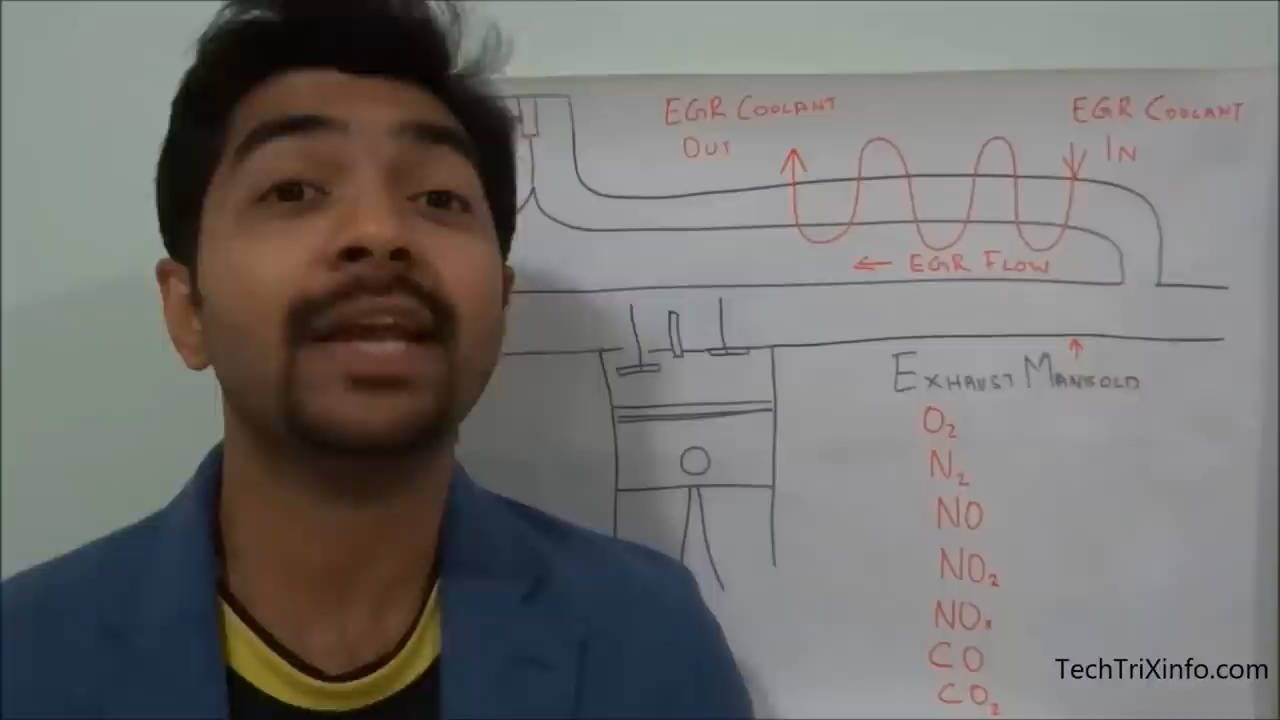 EGR COOLANT
OUT
EGR COOLANT
IN
← EGR FLOW
EXHAUST MANIFOLD
O₂
N₂
NO
NO₂
NOₓ
CO
CO₂
TechTriXinfo.com